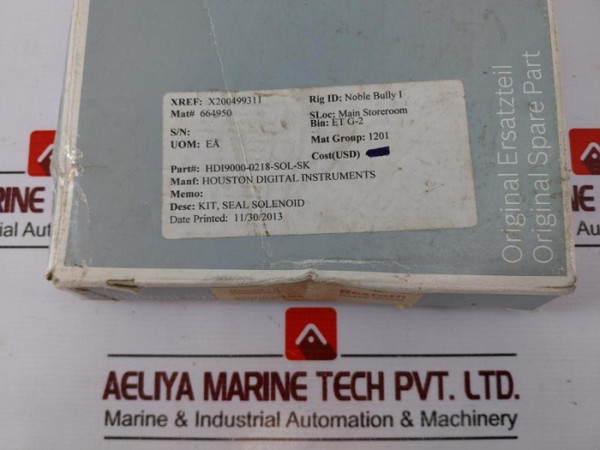 XREF: X200499311
Rig ID: Noble Bully I
Mat# 664950
SLoc: Main Storeroom
Bin: ET G-2
S/N:
UOM: EA
Mat Group: 1201
Cost(USD)
Part#: HDI9000-0218-SOL-SK
Manf: HOUSTON DIGITAL INSTRUMENTS
Memo:
Desc: KIT, SEAL SOLENOID
Date Printed: 11/30/2013
Original Ersatzteil
Original Spare Part
Rexroth
AELIYA MARINE TECH PVT. LTD.
Marine & Industrial Automation & Machinery